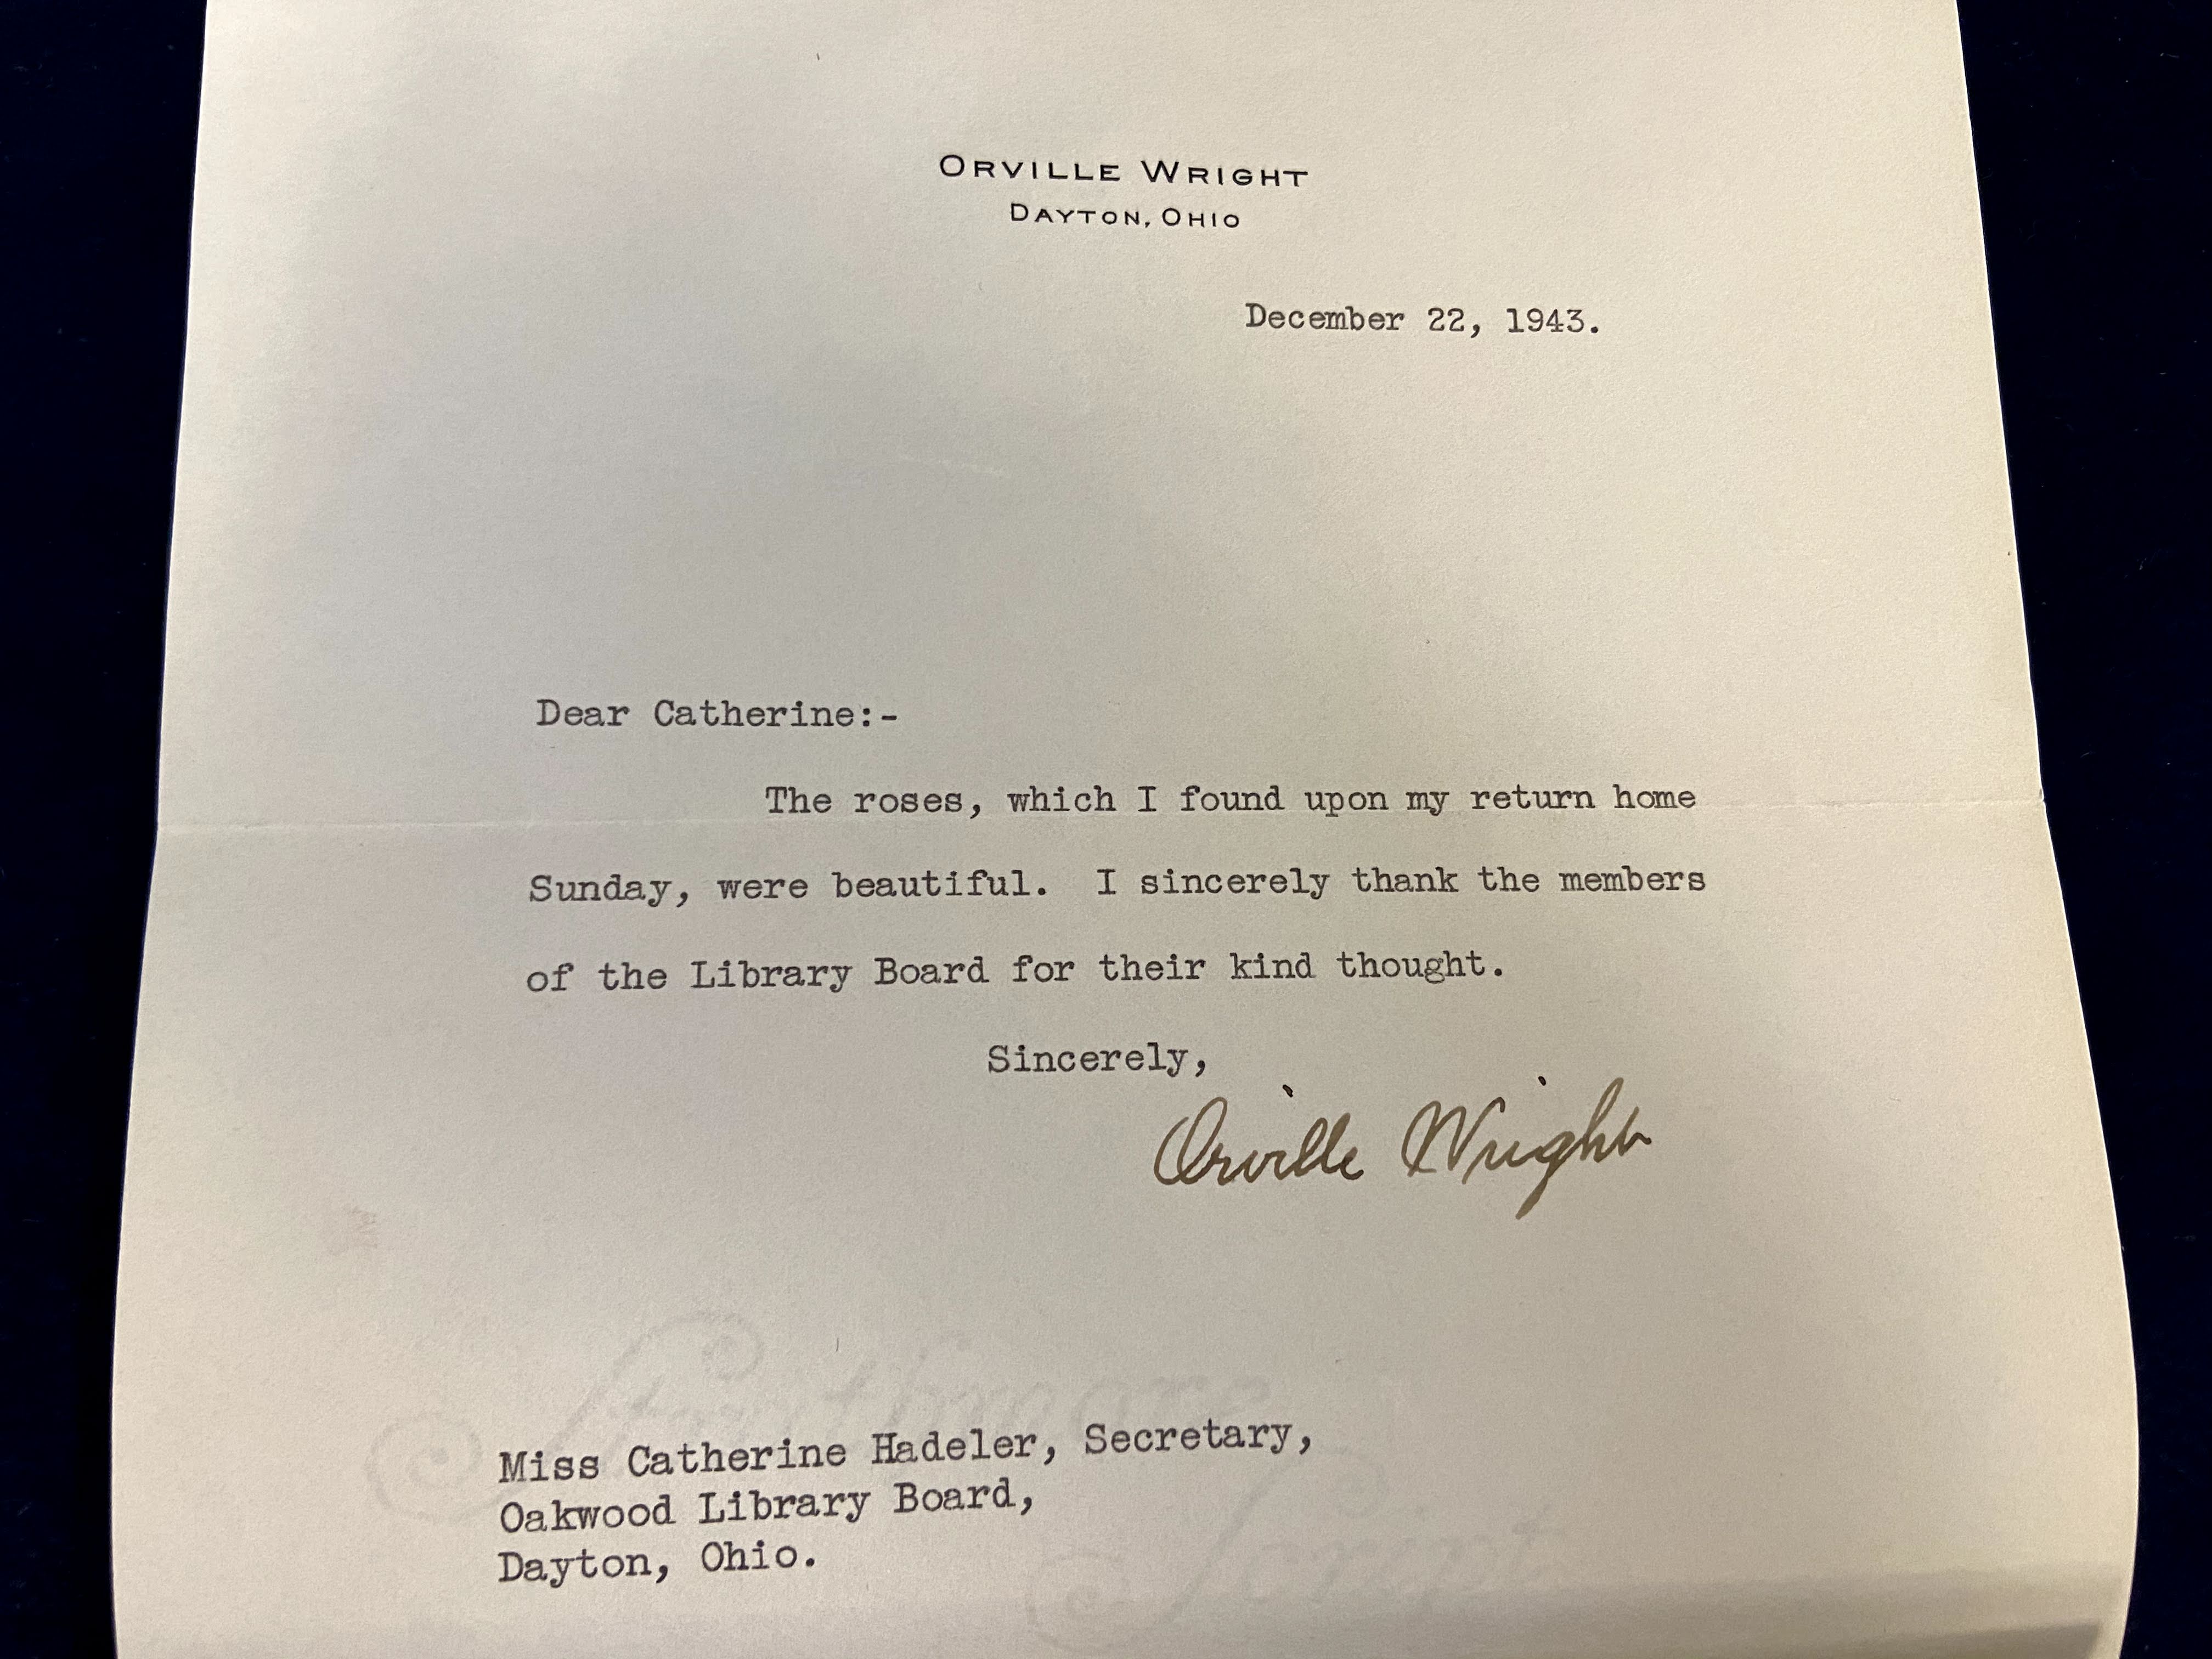 ORVILLE WRIGHT
DAYTON, OHIO
December 22, 1943.
Dear Catherine:-
The roses, which I found upon my return home
Sunday, were beautiful.  I sincerely thank the members
of the Library Board for their kind thought.
Sincerely,
Orville Wright
Miss Catherine Hadeler, Secretary,
Oakwood Library Board,
Dayton, Ohio.
Script